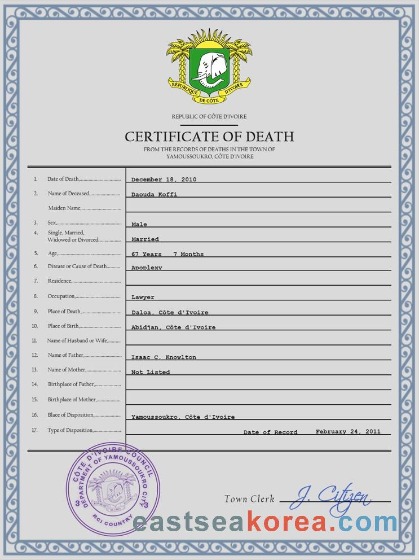 REPUBLIQUE DE CÔTE D'IVOIRE
REPUBLIC OF CÔTE D'IVOIRE
CERTIFICATE OF DEATH
FROM THE RECORDS OF DEATHS IN THE TOWN OF
YAMOUSSOUKRO, CÔTE D'IVOIRE
1. Date of Death December 18, 2010
2. Name of Deceased Daouda Koffi
Maiden Name
3. Sex Male
4. Single, Married,
Widowed or Divorced Married
5. Age 67 Years 7 Months
6. Disease or Cause of Death Apoplexy
7. Residence
8. Occupation Lawyer
9. Place of Death Daloa, Côte d'Ivoire
10. Place of Birth Abidjan, Côte d'Ivoire
11. Name of Husband or Wife
12. Name of Father Isaac C. Knowlton
13. Name of Mother Not Listed
14. Birthplace of Father
15. Birthplace of Mother
16. Place of Disposition Yamoussoukro, Côte d'Ivoire
17. Type of Disposition Date of Record February 24, 2011
CÔTE D'IVOIRE COUNCIL
DEPARTMENT OF YAMOUSSOUKRO CITY
RCI COUNTRY
Town Clerk J. Citizen
eastseakorea.com